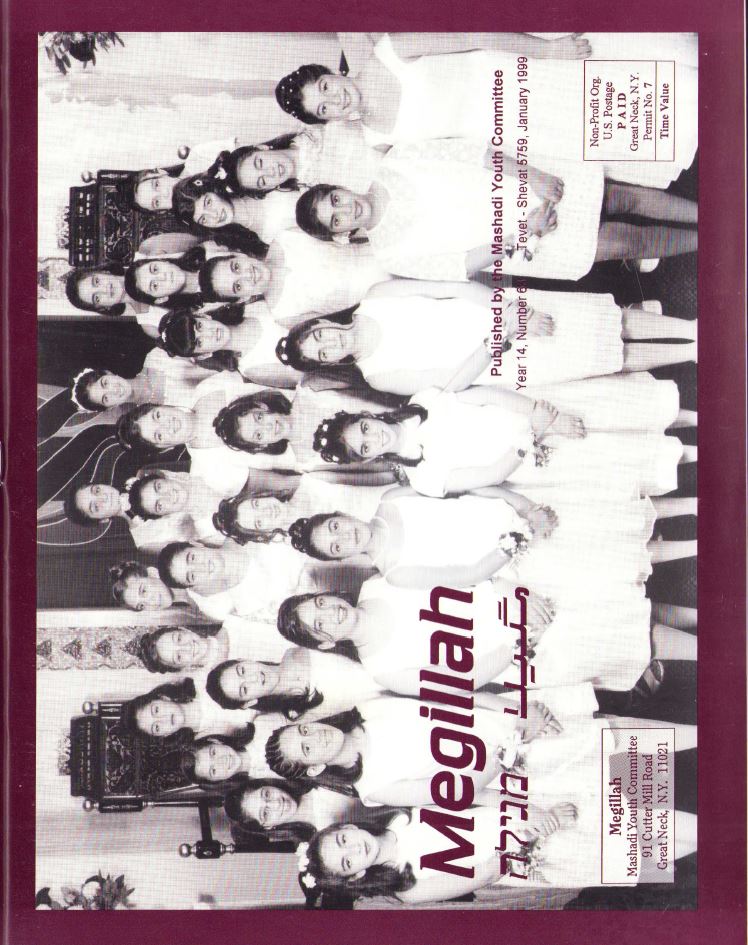 Megillah
מגילה
Published by the Mashadi Youth Committee
Year 14, Number Tevet - Shevat 5759, January 1999
Non-Profit Org.
U.S. Postage
PAID
Great Neck, N.Y.
Permit No. 7
Time Value
Megillah
Mashadi Youth Committee
91 Cutter Mill Road
Great Neck, N.Y. 11021